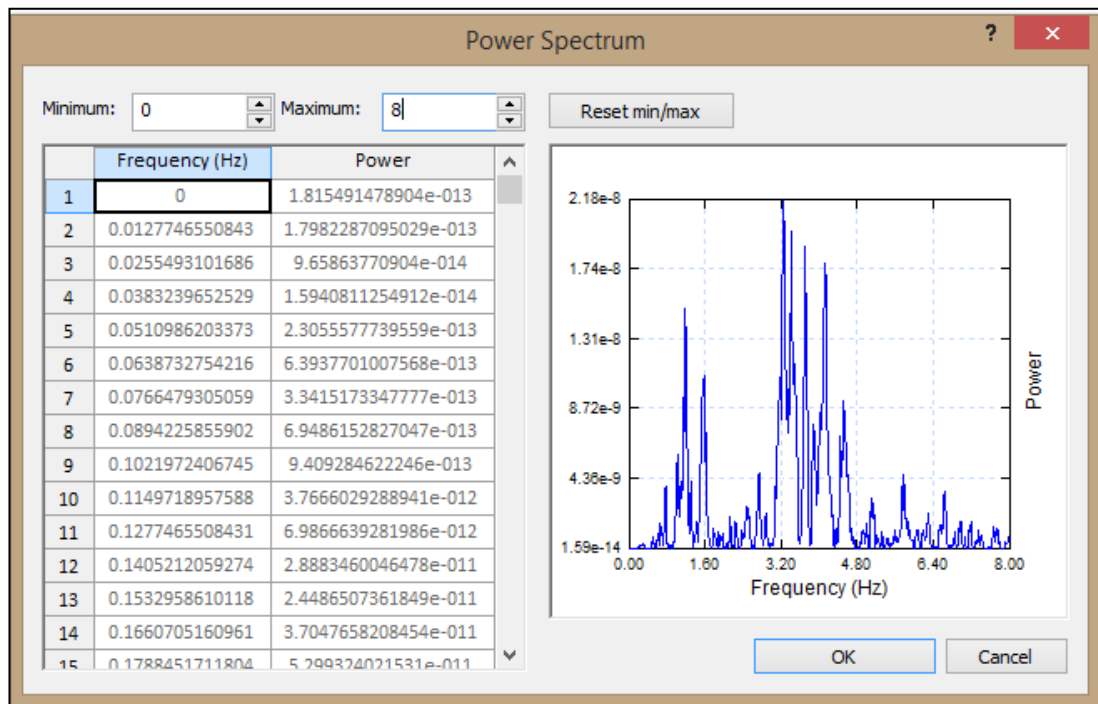 Power Spectrum
?
×
Minimum: 0 Maximum: 8 Reset min/max
Frequency (Hz) Power
1 0 1.815491478904e-013
2 0.0127746550843 1.7982287095029e-013
3 0.0255493101686 9.65863770904e-014
4 0.0383239652529 1.5940811254912e-014
5 0.0510986203373 2.3055577739559e-013
6 0.0638732754216 6.3937701007568e-013
7 0.0766479305059 3.3415173347777e-013
8 0.0894225855902 6.9486152827047e-013
9 0.1021972406745 9.409284622246e-013
10 0.1149718957588 3.7666029288941e-012
11 0.1277465508431 6.9866639281986e-012
12 0.1405212059274 2.8883460046478e-011
13 0.1532958610118 2.4486507361849e-011
14 0.1660705160961 3.7047658208454e-011
15 0.1788451711804 5.299324021531e-011
2.18e-8
1.74e-8
1.31e-8
8.72e-9
4.36e-9
1.59e-14
0.00 1.60 3.20 4.80 6.40 8.00
Frequency (Hz)
Power
OK Cancel